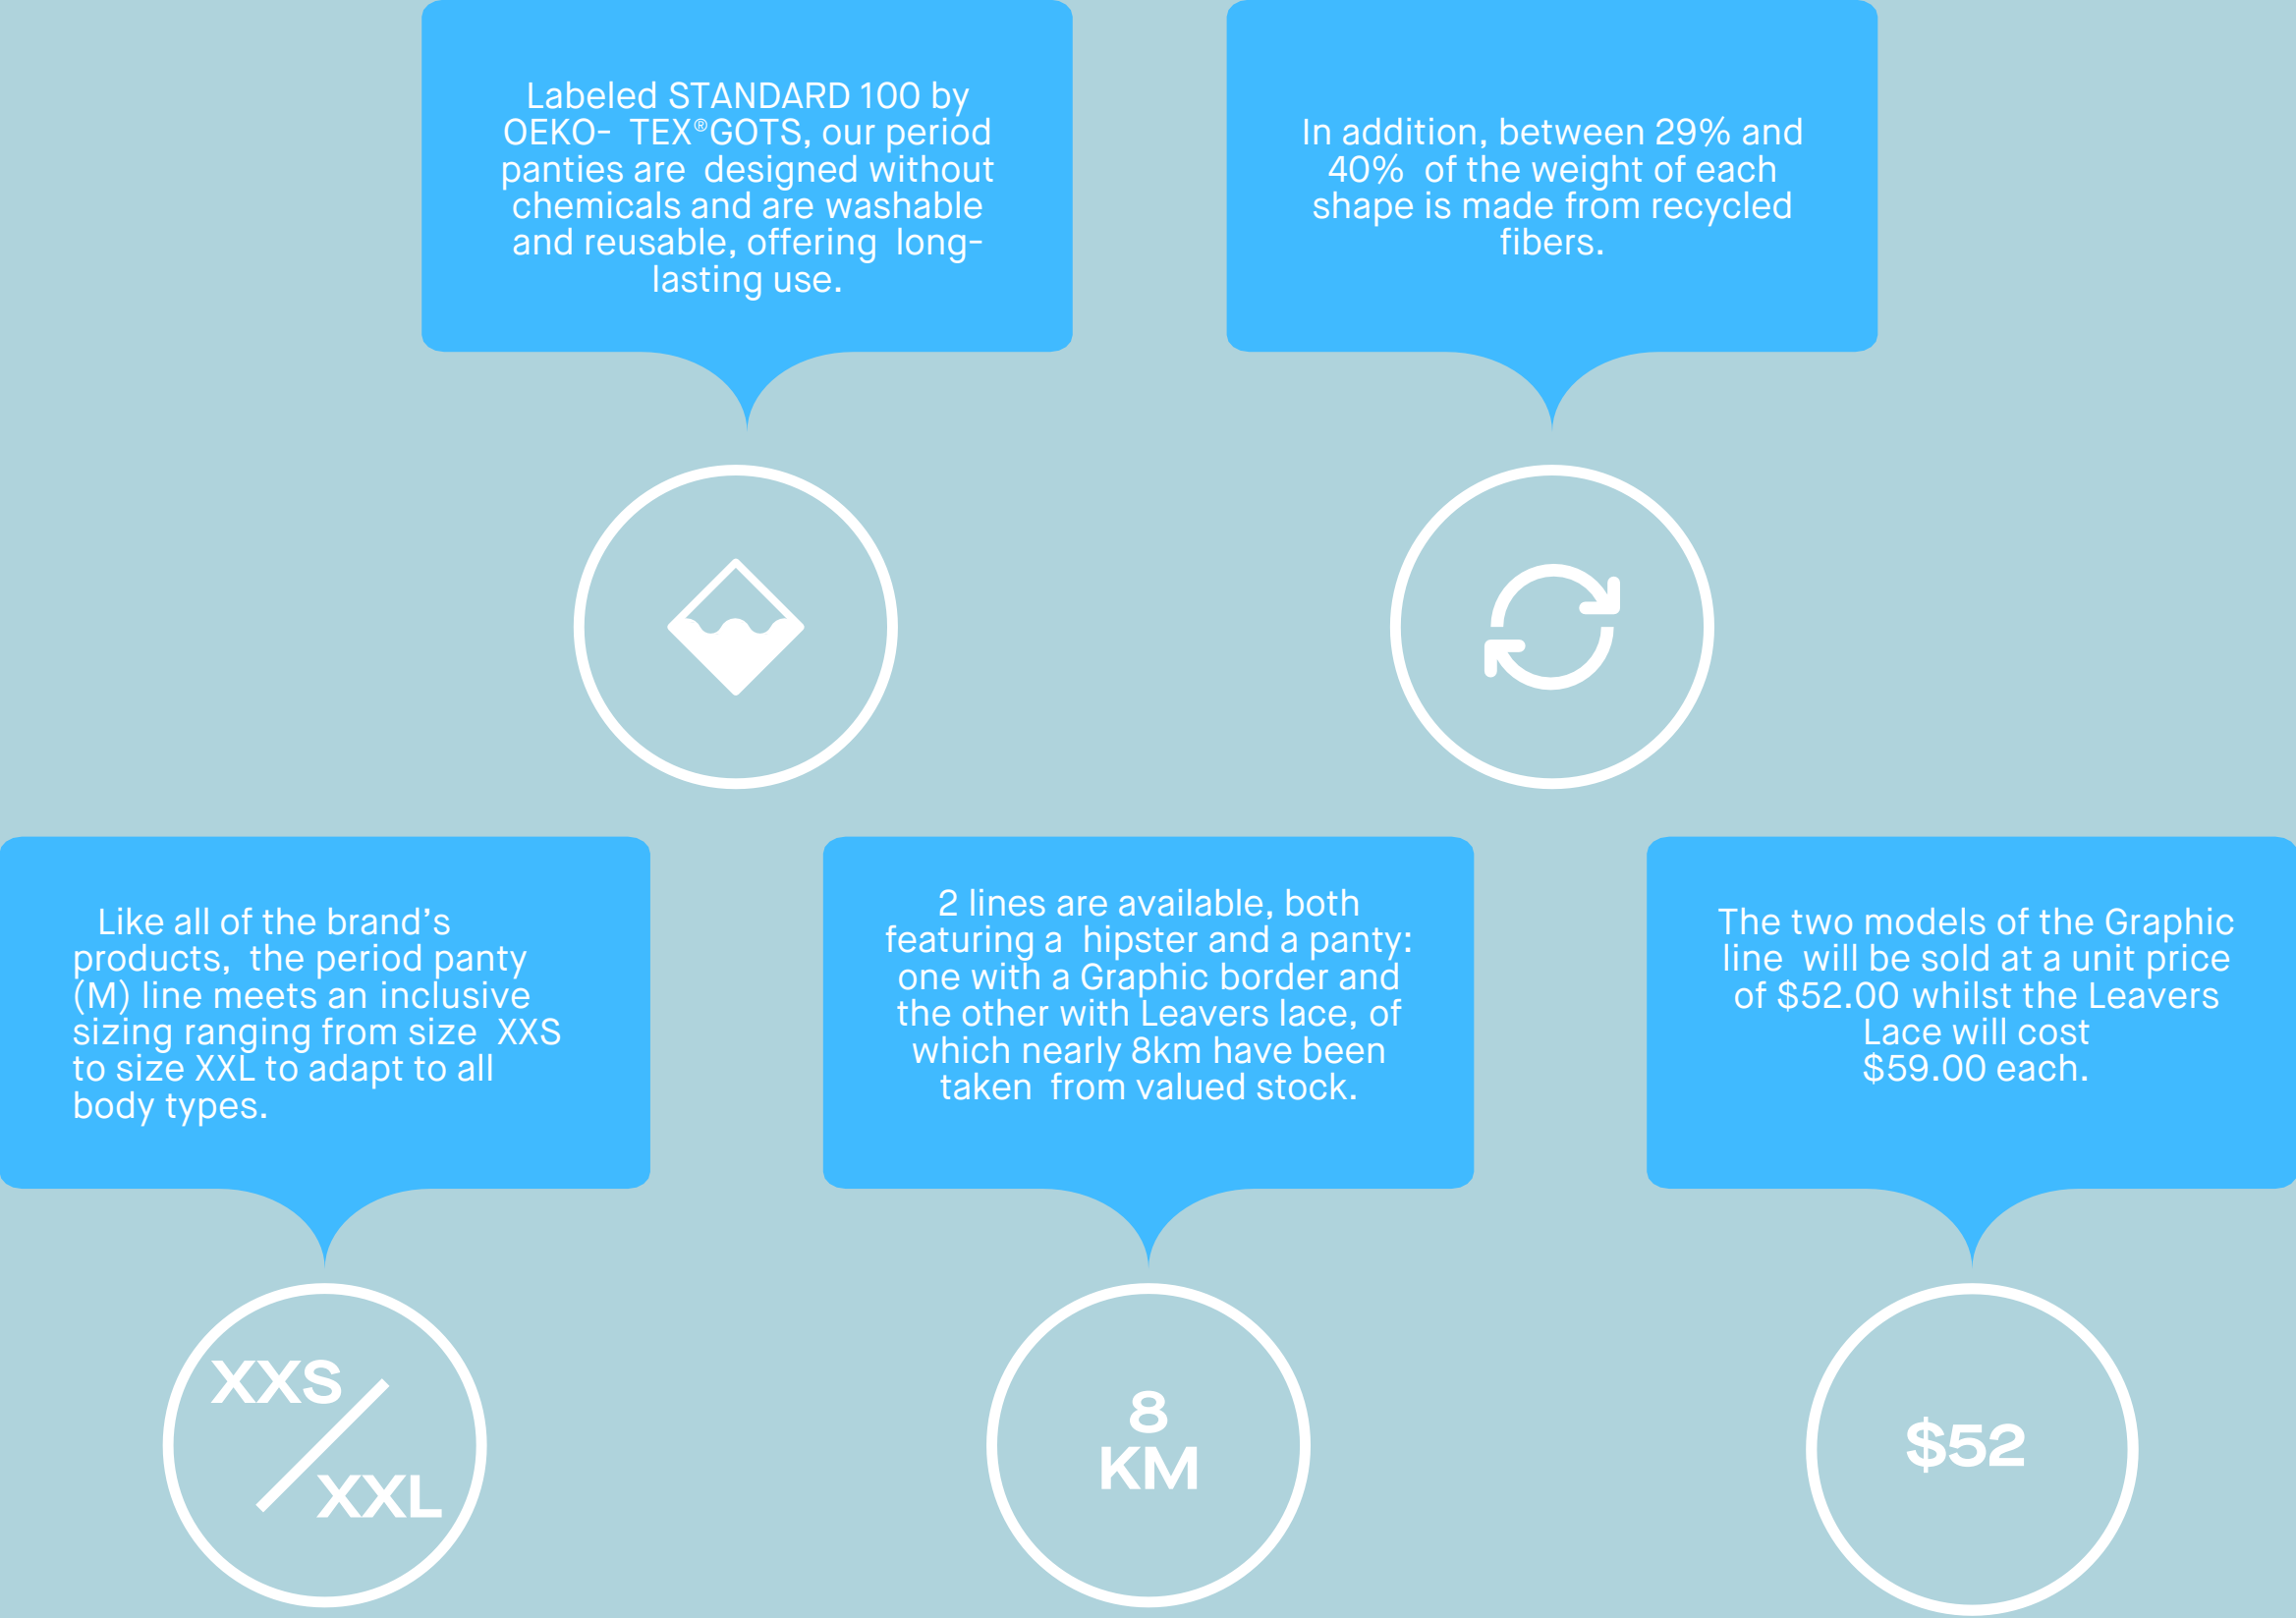 Labeled STANDARD 100 by
OEKO- TEX®GOTS, our period
panties are designed without
chemicals and are washable
and reusable, offering long-
lasting use.
In addition, between 29% and
40% of the weight of each
shape is made from recycled
fibers.
Like all of the brand’s
products, the period panty
(M) line meets an inclusive
sizing ranging from size XXS
to size XXL to adapt to all
body types.
XXS
XXL
2 lines are available, both
featuring a hipster and a panty:
one with a Graphic border and
the other with Leavers lace, of
which nearly 8km have been
taken from valued stock.
8
KM
The two models of the Graphic
line will be sold at a unit price
of $52.00 whilst the Leavers
Lace will cost
$59.00 each.
$52